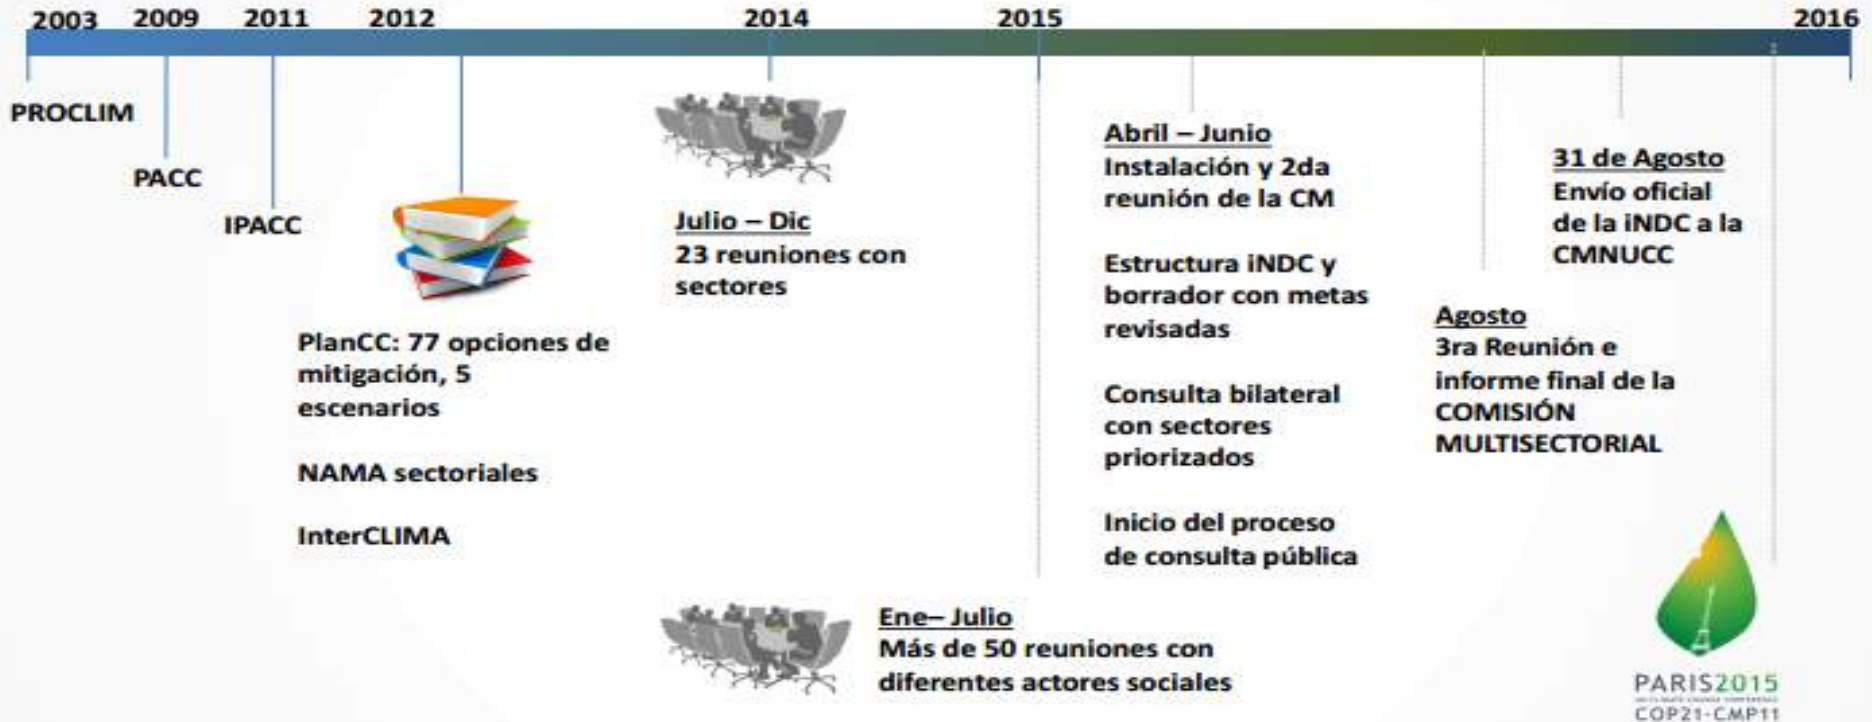 2003 2009 2011 2012 2014 2015 2016
PROCLIM
PACC
IPACC
PlanCC: 77 opciones de
mitigación, 5
escenarios
NAMA sectoriales
InterCLIMA
Julio – Dic
23 reuniones con
sectores
Ene– Julio
Más de 50 reuniones con
diferentes actores sociales
Abril – Junio
Instalación y 2da
reunión de la CM
Estructura iNDC y
borrador con metas
revisadas
Consulta bilateral
con sectores
priorizados
Inicio del proceso
de consulta pública
Agosto
3ra Reunión e
informe final de la
COMISIÓN
MULTISECTORIAL
31 de Agosto
Envío oficial
de la iNDC a la
CMNUCC
PARIS2015
COP21-CMP11